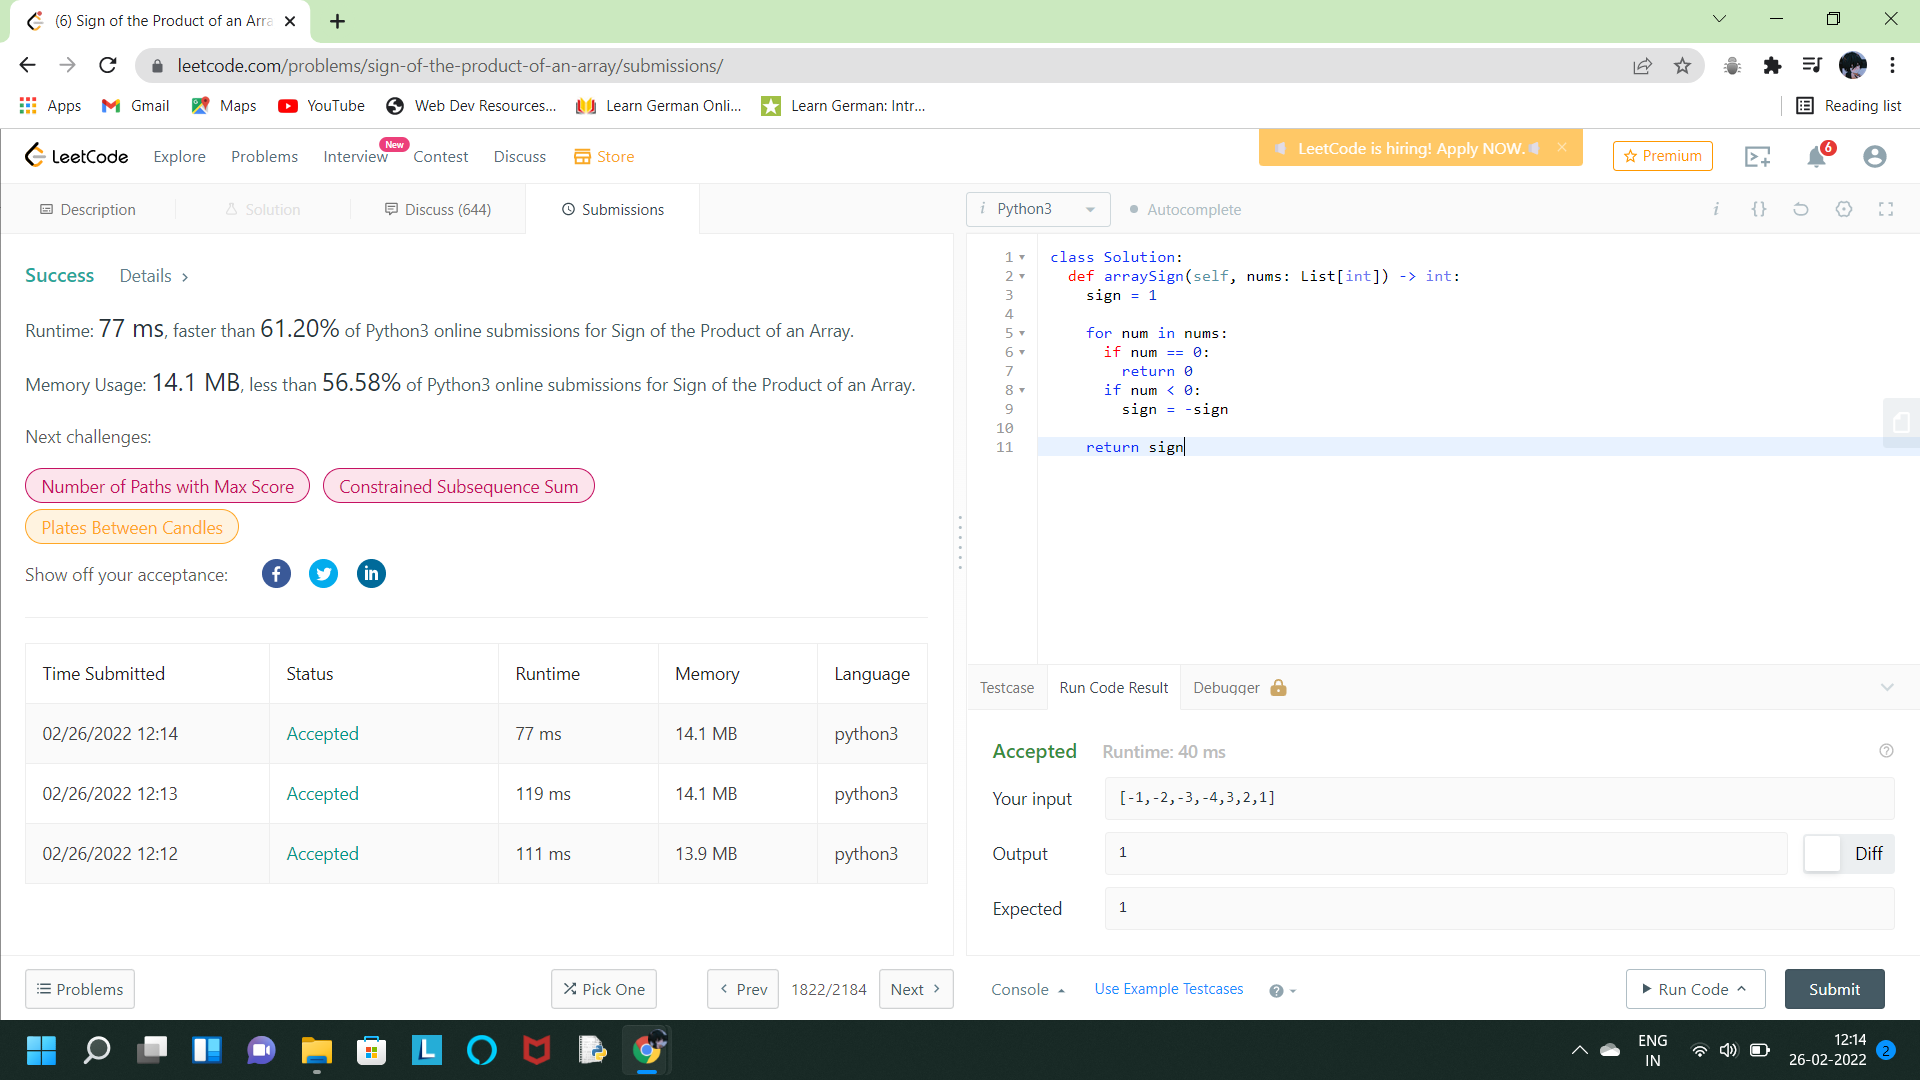 (6) Sign of the Product of an Arra
leetcode.com/problems/sign-of-the-product-of-an-array/submissions/
Apps Gmail Maps YouTube Web Dev Resources... Learn German Onli... Learn German: Intr... Reading list
LeetCode Explore Problems Interview New Contest Discuss Store LeetCode is hiring! Apply NOW. Premium 6
Description Solution Discuss (644) Submissions
Python3 Autocomplete
Success Details
Runtime: 77 ms, faster than 61.20% of Python3 online submissions for Sign of the Product of an Array.
Memory Usage: 14.1 MB, less than 56.58% of Python3 online submissions for Sign of the Product of an Array.
Next challenges:
Number of Paths with Max Score Constrained Subsequence Sum
Plates Between Candles
Show off your acceptance:
Time Submitted Status Runtime Memory Language
02/26/2022 12:14 Accepted 77 ms 14.1 MB python3
02/26/2022 12:13 Accepted 119 ms 14.1 MB python3
02/26/2022 12:12 Accepted 111 ms 13.9 MB python3
1 class Solution:
2 def arraySign(self, nums: List[int]) -> int:
3 sign = 1
4
5 for num in nums:
6 if num == 0:
7 return 0
8 if num < 0:
9 sign = -sign
10
11 return sign
Testcase Run Code Result Debugger
Accepted Runtime: 40 ms
Your input [-1,-2,-3,-4,3,2,1]
Output 1 Diff
Expected 1
Problems Pick One Prev 1822/2184 Next Console Use Example Testcases Run Code Submit
ENG
IN
12:14
26-02-2022
2